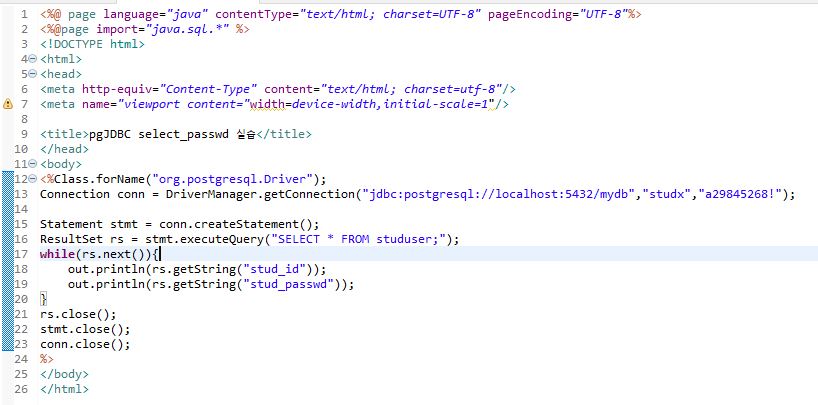 1 <%@ page language="java" contentType="text/html; charset=UTF-8" pageEncoding="UTF-8"%>
2 <%@page import="java.sql.*" %>
3 <!DOCTYPE html>
4 <html>
5 <head>
6 <meta http-equiv="Content-Type" content="text/html; charset=utf-8"/>
7 <meta name="viewport content="width=device-width,initial-scale=1"/>
8
9 <title>pgJDBC select_passwd 실습</title>
10 </head>
11 <body>
12 <%Class.forName("org.postgresql.Driver");
13 Connection conn = DriverManager.getConnection("jdbc:postgresql://localhost:5432/mydb","studx","a29845268!");
14
15 Statement stmt = conn.createStatement();
16 ResultSet rs = stmt.executeQuery("SELECT * FROM studuser;");
17 while(rs.next()){
18     out.println(rs.getString("stud_id"));
19     out.println(rs.getString("stud_passwd"));
20 }
21 rs.close();
22 stmt.close();
23 conn.close();
24 %>
25 </body>
26 </html>